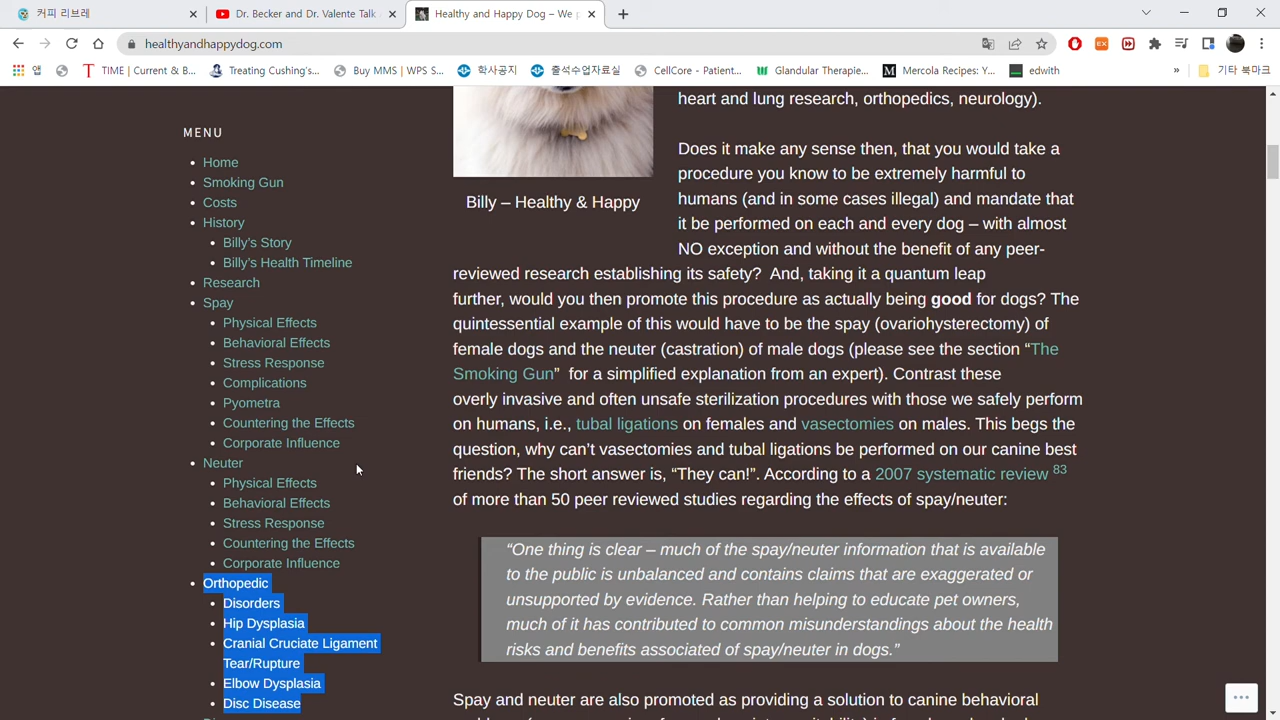 커피 리브레
Dr. Becker and Dr. Valente Talk
Healthy and Happy Dog – We p
healthyandhappydog.com
앱
TIME | Current & B...
Treating Cushing's...
Buy MMS | WPS S...
학사공지
출석수업자료실
CellCore - Patient...
Glandular Therapie...
Mercola Recipes: Y...
edwith
»
기타 북마크
MENU
Home
Smoking Gun
Costs
History
Billy's Story
Billy's Health Timeline
Research
Spay
Physical Effects
Behavioral Effects
Stress Response
Complications
Pyometra
Countering the Effects
Corporate Influence
Neuter
Physical Effects
Behavioral Effects
Stress Response
Countering the Effects
Corporate Influence
Orthopedic
Disorders
Hip Dysplasia
Cranial Cruciate Ligament
Tear/Rupture
Elbow Dysplasia
Disc Disease
Billy – Healthy & Happy
heart and lung research, orthopedics, neurology).
Does it make any sense then, that you would take a
procedure you know to be extremely harmful to
humans (and in some cases illegal) and mandate that
it be performed on each and every dog – with almost
NO exception and without the benefit of any peer-
reviewed research establishing its safety?  And, taking it a quantum leap
further, would you then promote this procedure as actually being good for dogs? The
quintessential example of this would have to be the spay (ovariohysterectomy) of
female dogs and the neuter (castration) of male dogs (please see the section “The
Smoking Gun”  for a simplified explanation from an expert). Contrast these
overly invasive and often unsafe sterilization procedures with those we safely perform
on humans, i.e., tubal ligations on females and vasectomies on males. This begs the
question, why can’t vasectomies and tubal ligations be performed on our canine best
friends? The short answer is, “They can!”. According to a 2007 systematic review 83
of more than 50 peer reviewed studies regarding the effects of spay/neuter:
“One thing is clear – much of the spay/neuter information that is available
to the public is unbalanced and contains claims that are exaggerated or
unsupported by evidence. Rather than helping to educate pet owners,
much of it has contributed to common misunderstandings about the health
risks and benefits associated of spay/neuter in dogs.”
Spay and neuter are also promoted as providing a solution to canine behavioral